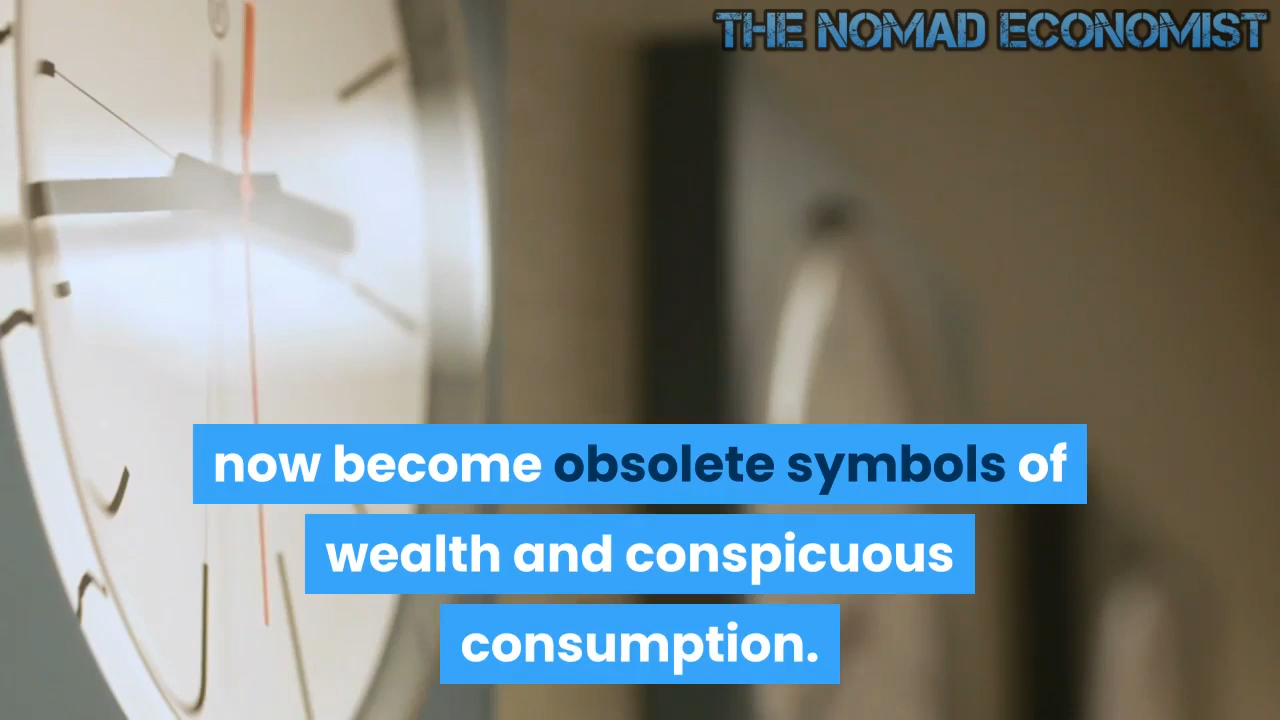 THE NOMAD ECONOMIST
now become obsolete symbols of
wealth and conspicuous
consumption.